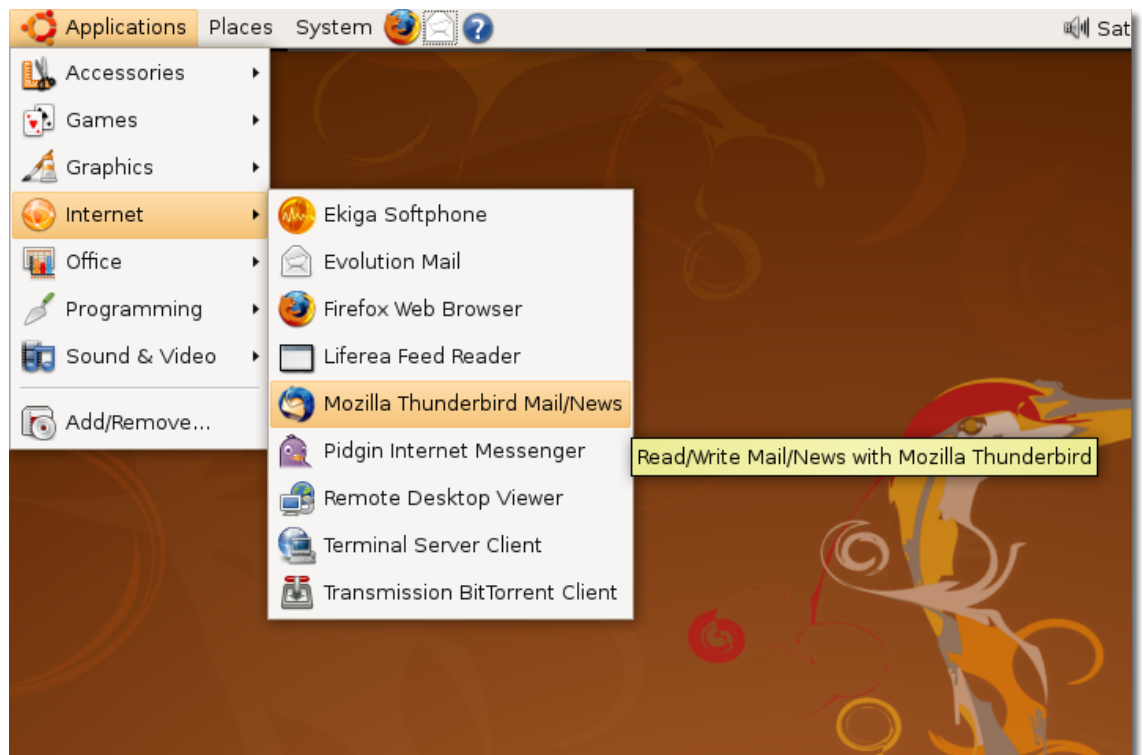 Applications Places System ? Sat
Accessories
Games
Graphics
Internet
Office
Programming
Sound & Video
Add/Remove...
Ekiga Softphone
Evolution Mail
Firefox Web Browser
Liferea Feed Reader
Mozilla Thunderbird Mail/News
Pidgin Internet Messenger
Remote Desktop Viewer
Terminal Server Client
Transmission BitTorrent Client
Read/Write Mail/News with Mozilla Thunderbird